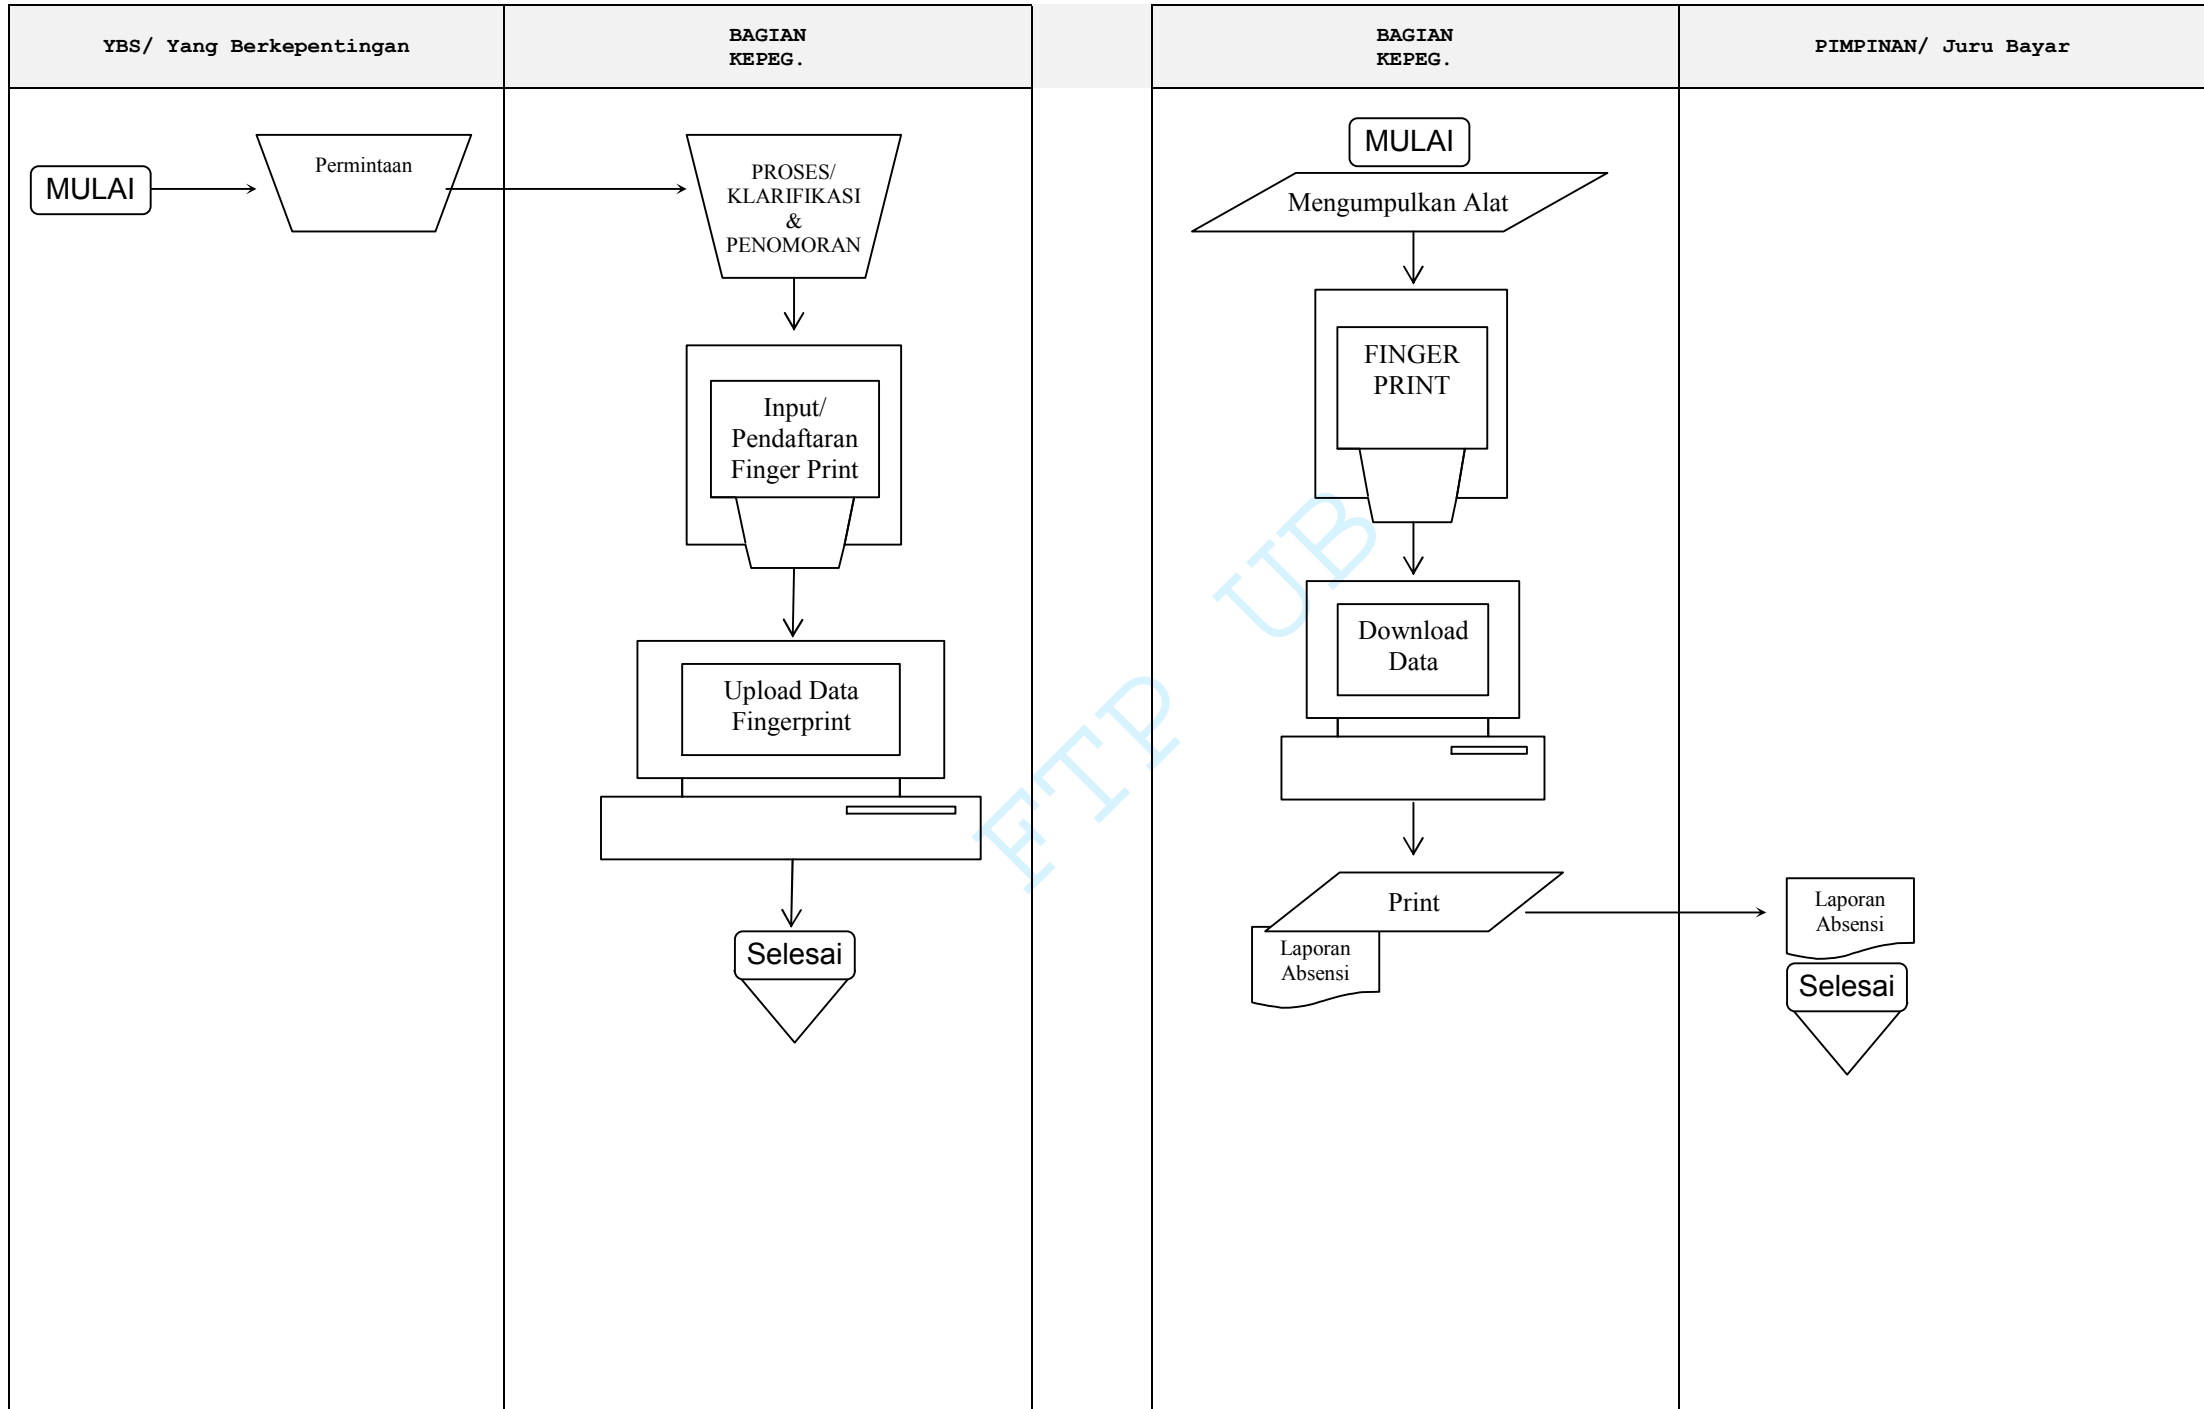 YBS/ Yang Berkepentingan
BAGIAN
KEPEG.
BAGIAN
KEPEG.
PIMPINAN/ Juru Bayar
MULAI
Permintaan
PROSES/
KLARIFIKASI
&
PENOMORAN
Input/
Pendaftaran
Finger Print
Upload Data
Fingerprint
Selesai
MULAI
Mengumpulkan Alat
FINGER
PRINT
Download
Data
Print
Laporan
Absensi
Laporan
Absensi
Selesai
FTP UB